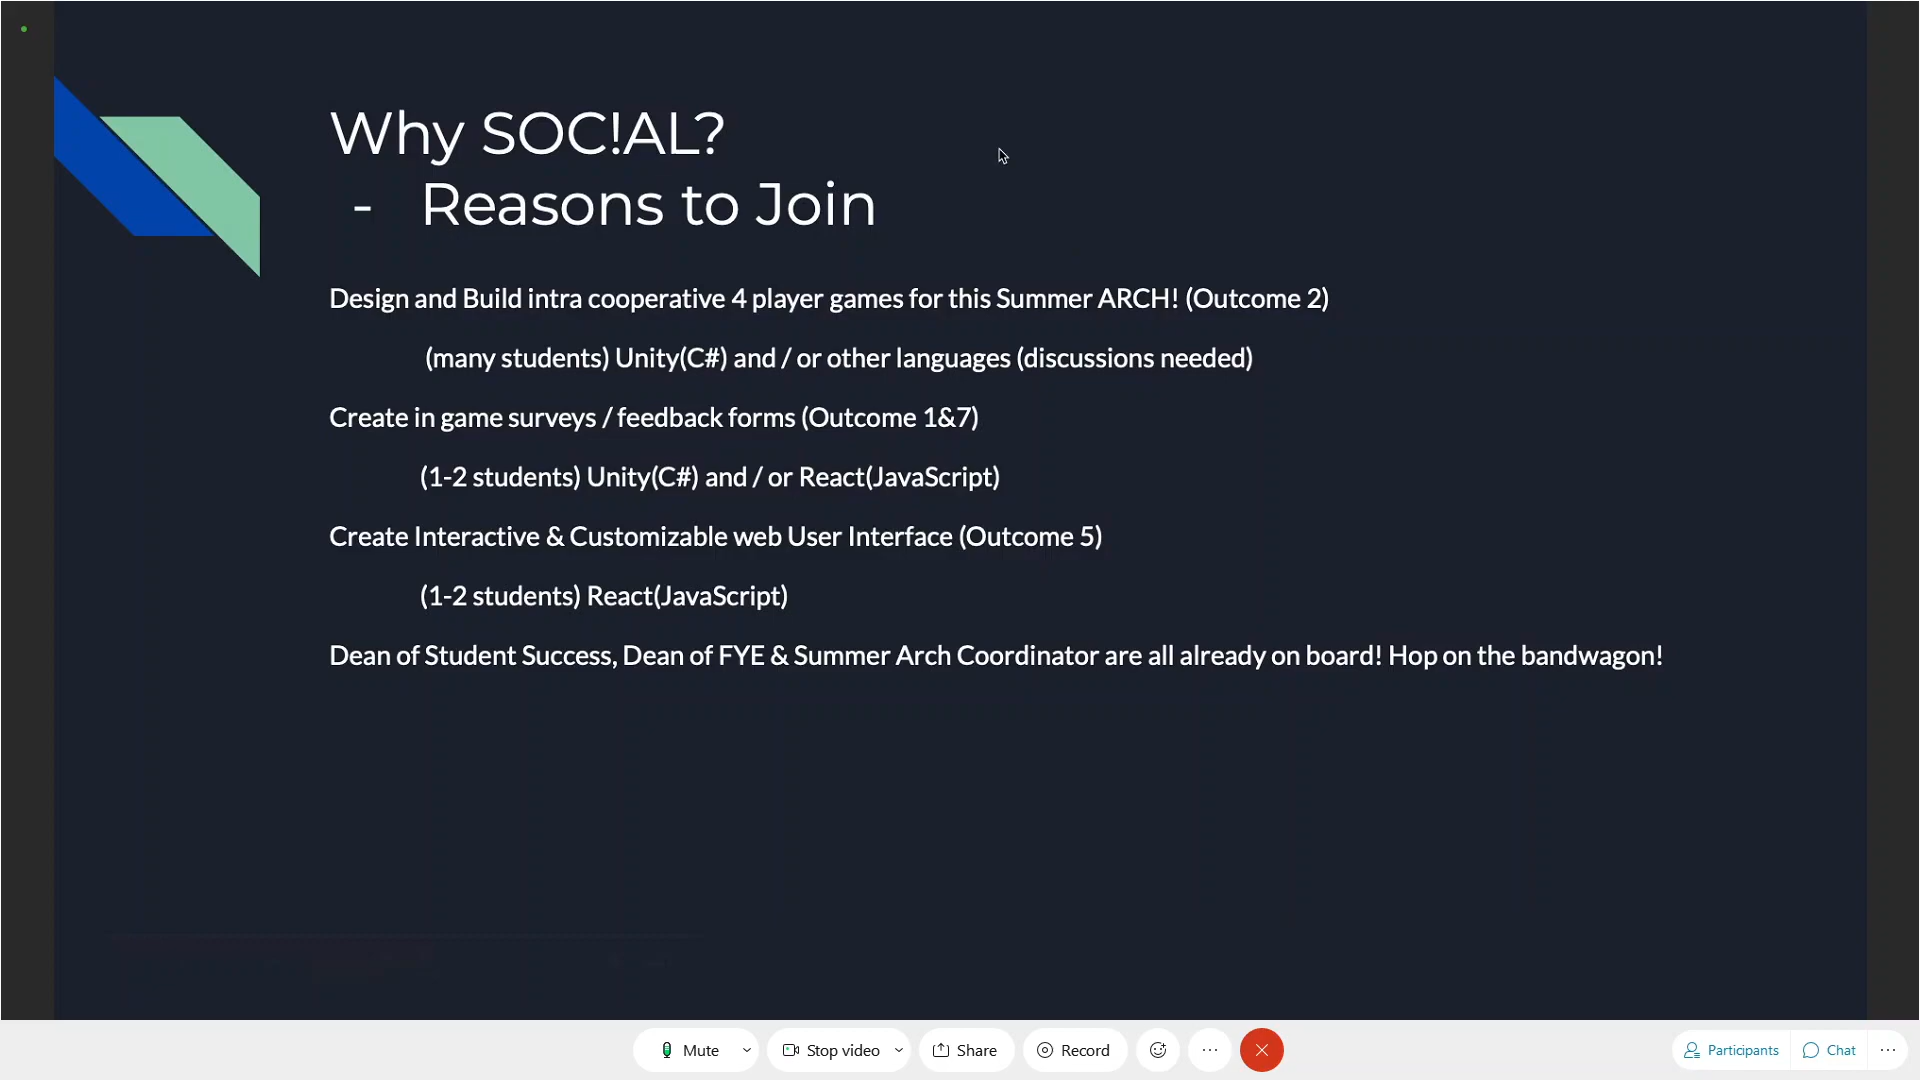 Why SOC!AL?
- Reasons to Join
Design and Build intra cooperative 4 player games for this Summer ARCH! (Outcome 2)
(many students) Unity(C#) and / or other languages (discussions needed)
Create in game surveys / feedback forms (Outcome 1&7)
(1-2 students) Unity(C#) and / or React(JavaScript)
Create Interactive & Customizable web User Interface (Outcome 5)
(1-2 students) React(JavaScript)
Dean of Student Success, Dean of FYE & Summer Arch Coordinator are all already on board! Hop on the bandwagon!
Mute Stop video Share Record Participants Chat